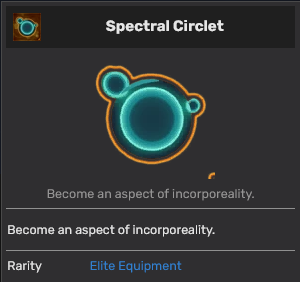 Spectral Circlet
Become an aspect of incorporeality.
Become an aspect of incorporeality.
Rarity Elite Equipment